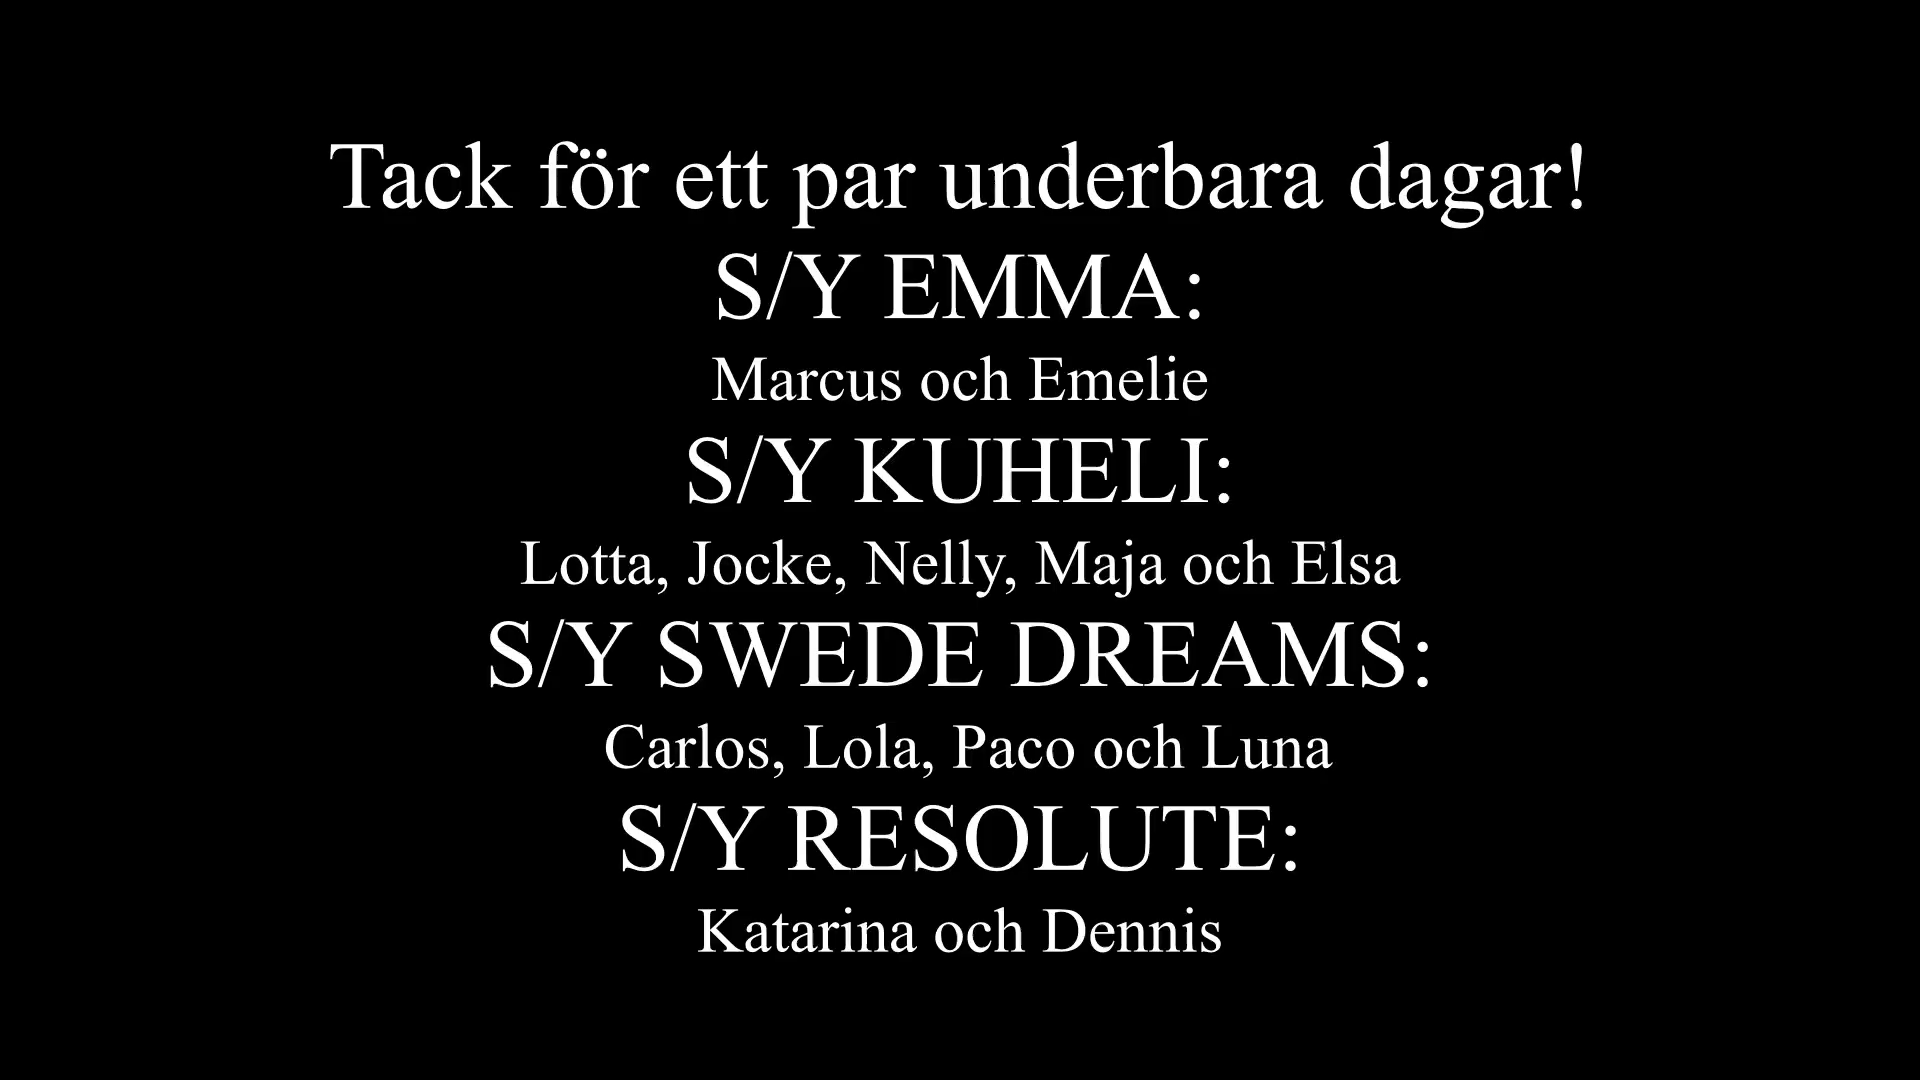 Tack för ett par underbara dagar!
S/Y EMMA:
Marcus och Emelie
S/Y KUHELI:
Lotta, Jocke, Nelly, Maja och Elsa
S/Y SWEDE DREAMS:
Carlos, Lola, Paco och Luna
S/Y RESOLUTE:
Katarina och Dennis